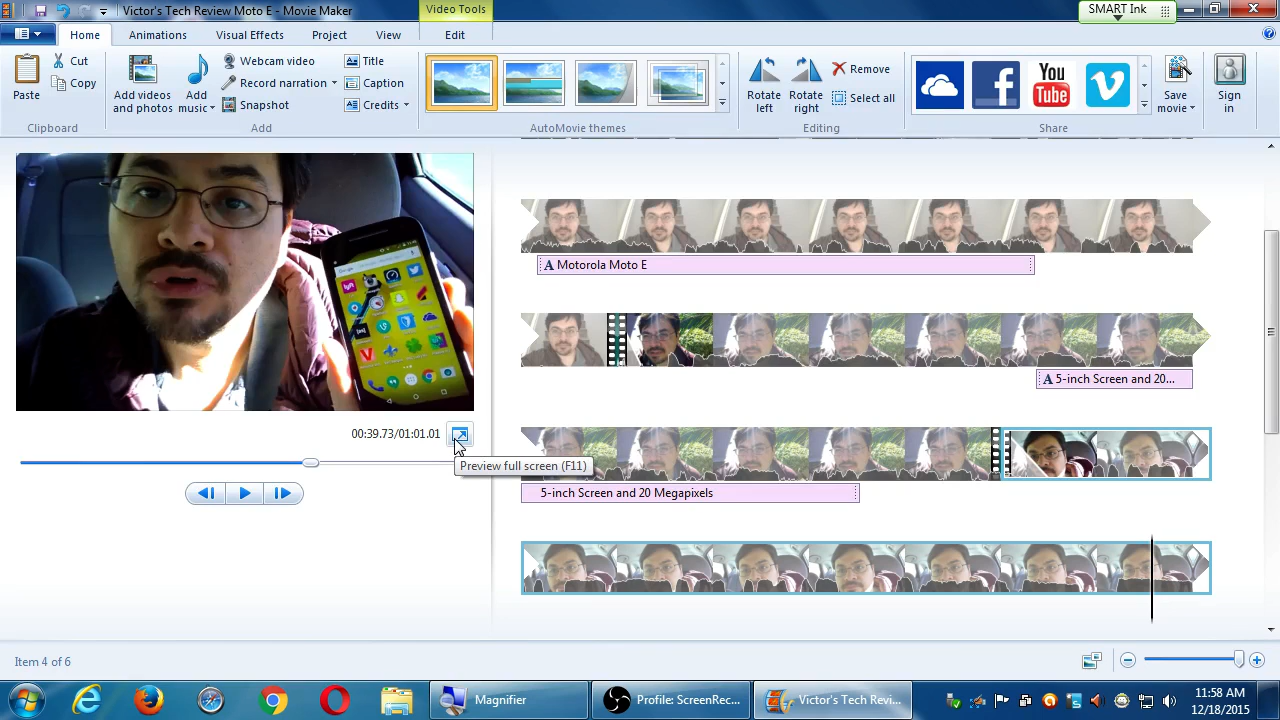 Victor's Tech Review Moto E - Movie Maker
Video Tools
SMART Ink
Home
Animations
Visual Effects
Project
View
Edit
Paste
Cut
Copy
Clipboard
Add videos
and photos
Add
music
Webcam video
Record narration
Snapshot
Title
Caption
Credits
Add
AutoMovie themes
Rotate
left
Rotate
right
Remove
Select all
Editing
You
Tube
Share
Save
movie
Sign
in
00:39.73/01:01.01
Preview full screen (F11)
A Motorola Moto E
A 5-inch Screen and 20...
5-inch Screen and 20 Megapixels
Item 4 of 6
Magnifier
Profile: ScreenRec...
Victor's Tech Revi...
11:58 AM
12/18/2015